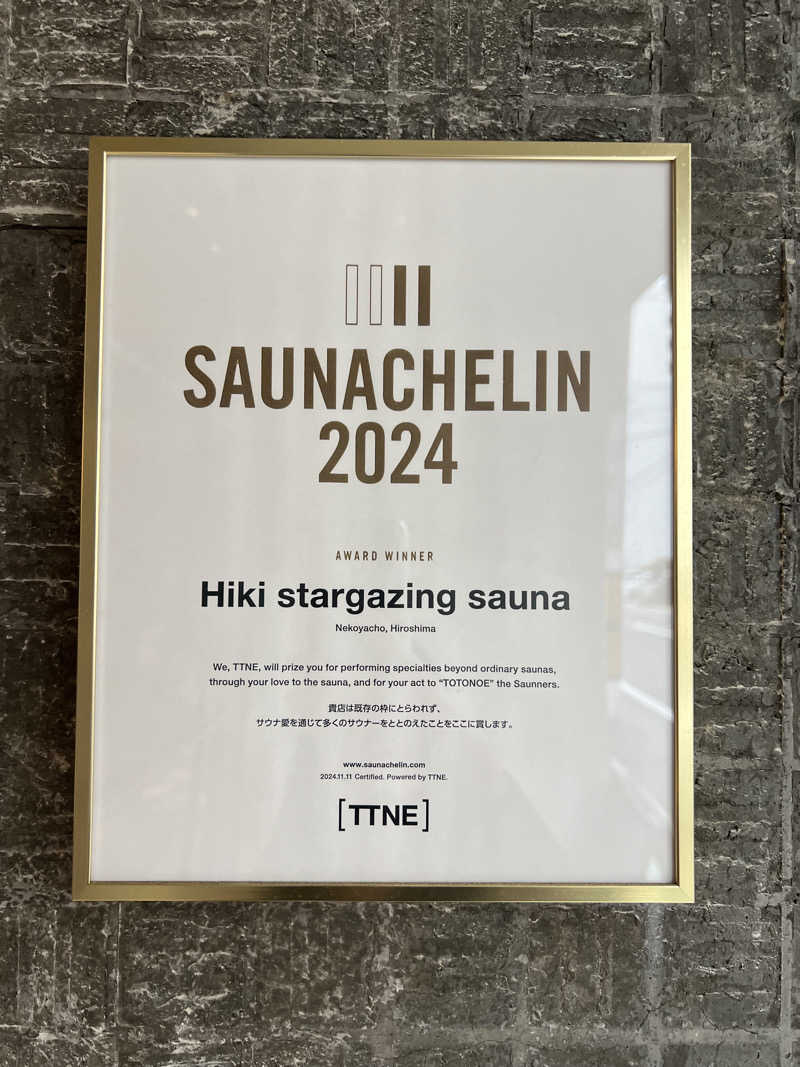 SAUNACHELIN
2024
AWARD WINNER
Hiki stargazing sauna
Nekoyacho, Hiroshima
We, TTNE, will prize you for performing specialties beyond ordinary saunas,
through your love to the sauna, and for your act to “TOTONOE” the Saunners.
貴店は既存の枠にとらわれず、
サウナ愛を通じて多くのサウナーをととのえたことをここに賞します。
www.saunachelin.com
2024.11.11 Certified. Powered by TTNE.
[TTNE]